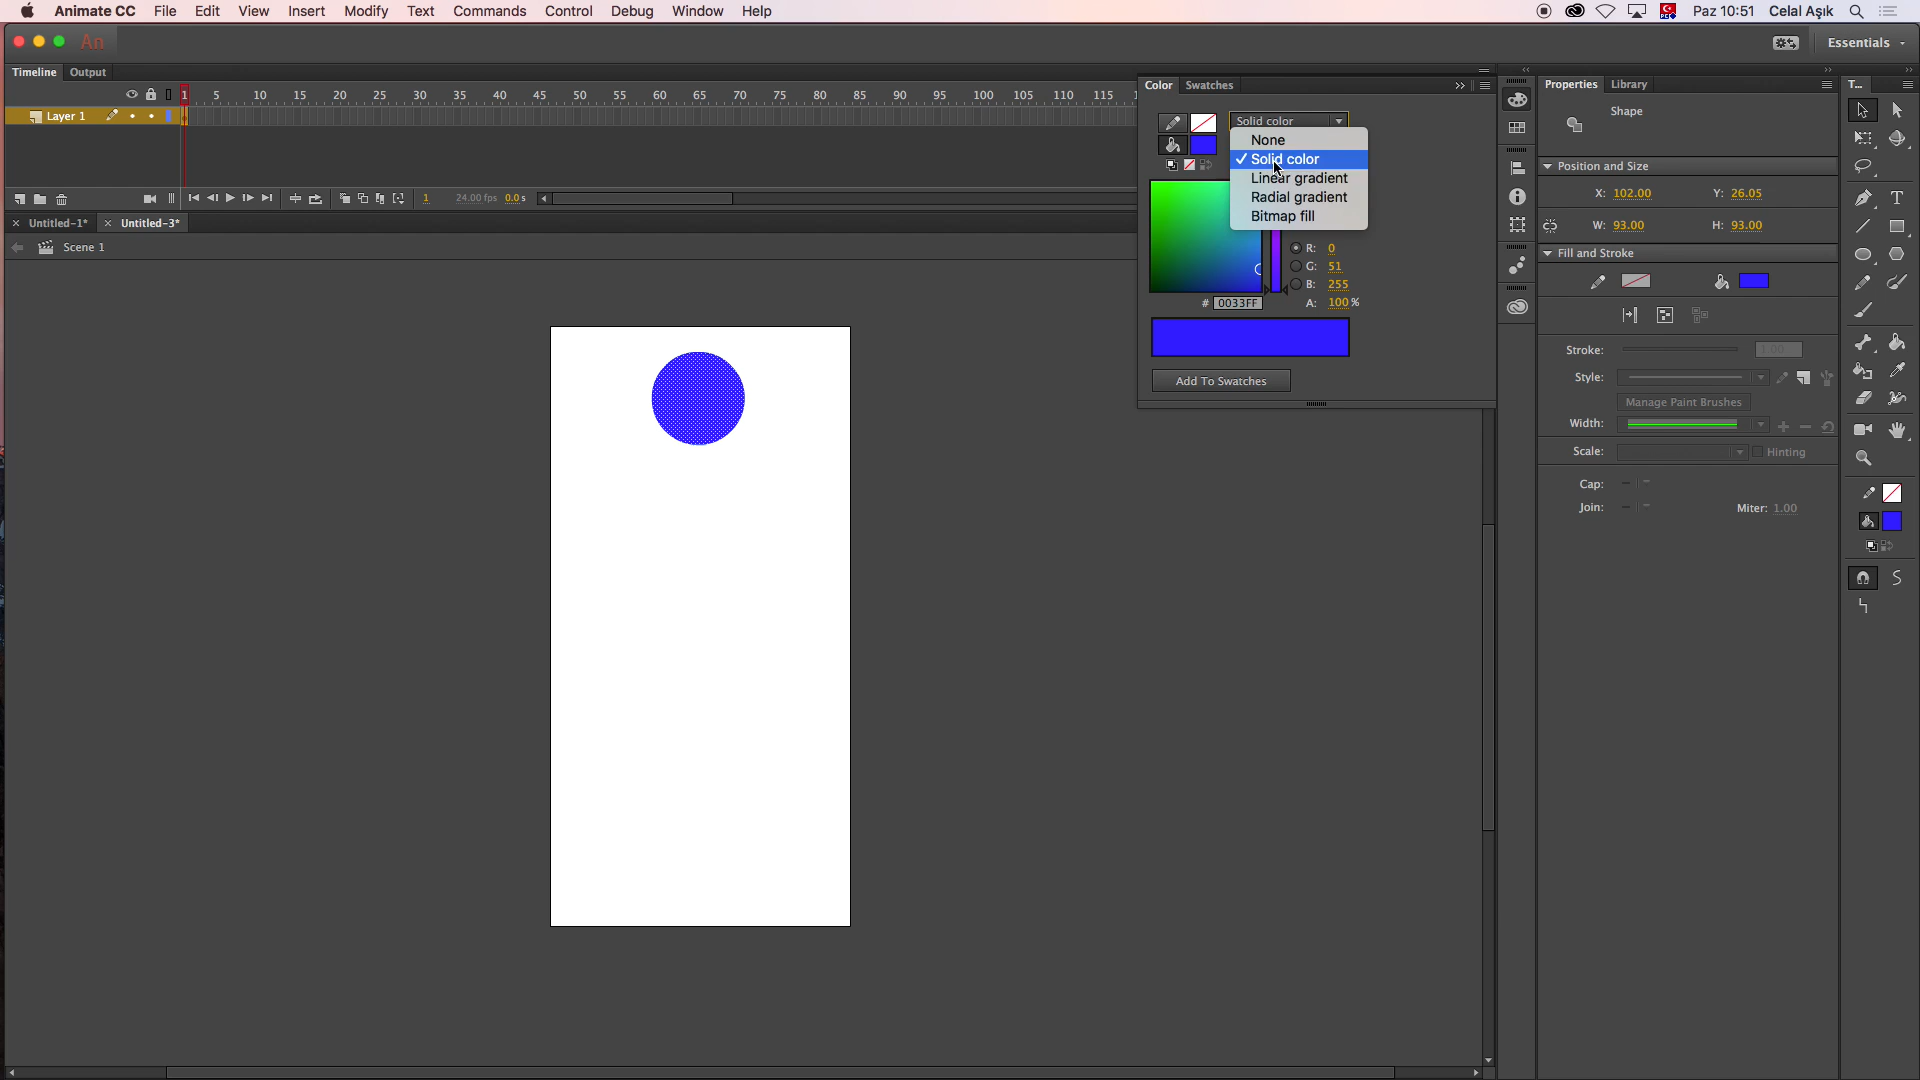 Animate CC File Edit View Insert Modify Text Commands Control Debug Window Help Paz 10:51 Celal Aşık
An Essentials
Timeline Output
1 5 10 15 20 25 30 35 40 45 50 55 60 65 70 75 80 85 90 95 100 105 110 115
Layer 1
1 24.00 fps 0.0 s
Untitled-1* Untitled-3*
Scene 1
Color Swatches
Solid color
None
Solid color
Linear gradient
Radial gradient
Bitmap fill
R: 0
G: 51
B: 255
# 0033FF A: 100 %
Add To Swatches
Properties Library
Shape
Position and Size
X: 102.00 Y: 26.05
W: 93.00 H: 93.00
Fill and Stroke
Stroke: 1.00
Style:
Manage Paint Brushes
Width:
Scale: Hinting
Cap:
Join: Miter: 1.00
T...